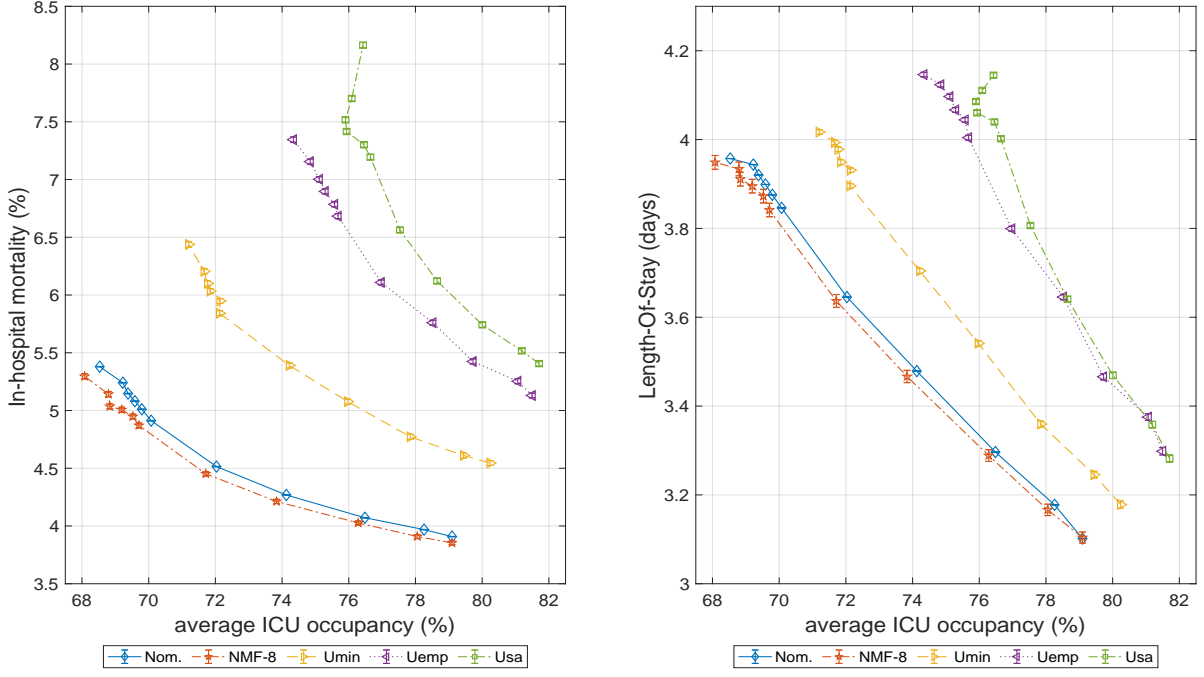 8.5
8
7.5
7
6.5
6
5.5
5
4.5
4
3.5
In-hospital mortality (%)
68 70 72 74 76 78 80 82
average ICU occupancy (%)
Nom. NMF-8 Umin Uemp Usa
4.2
4
3.8
3.6
3.4
3.2
3
Length-Of-Stay (days)
68 70 72 74 76 78 80 82
average ICU occupancy (%)
Nom. NMF-8 Umin Uemp Usa